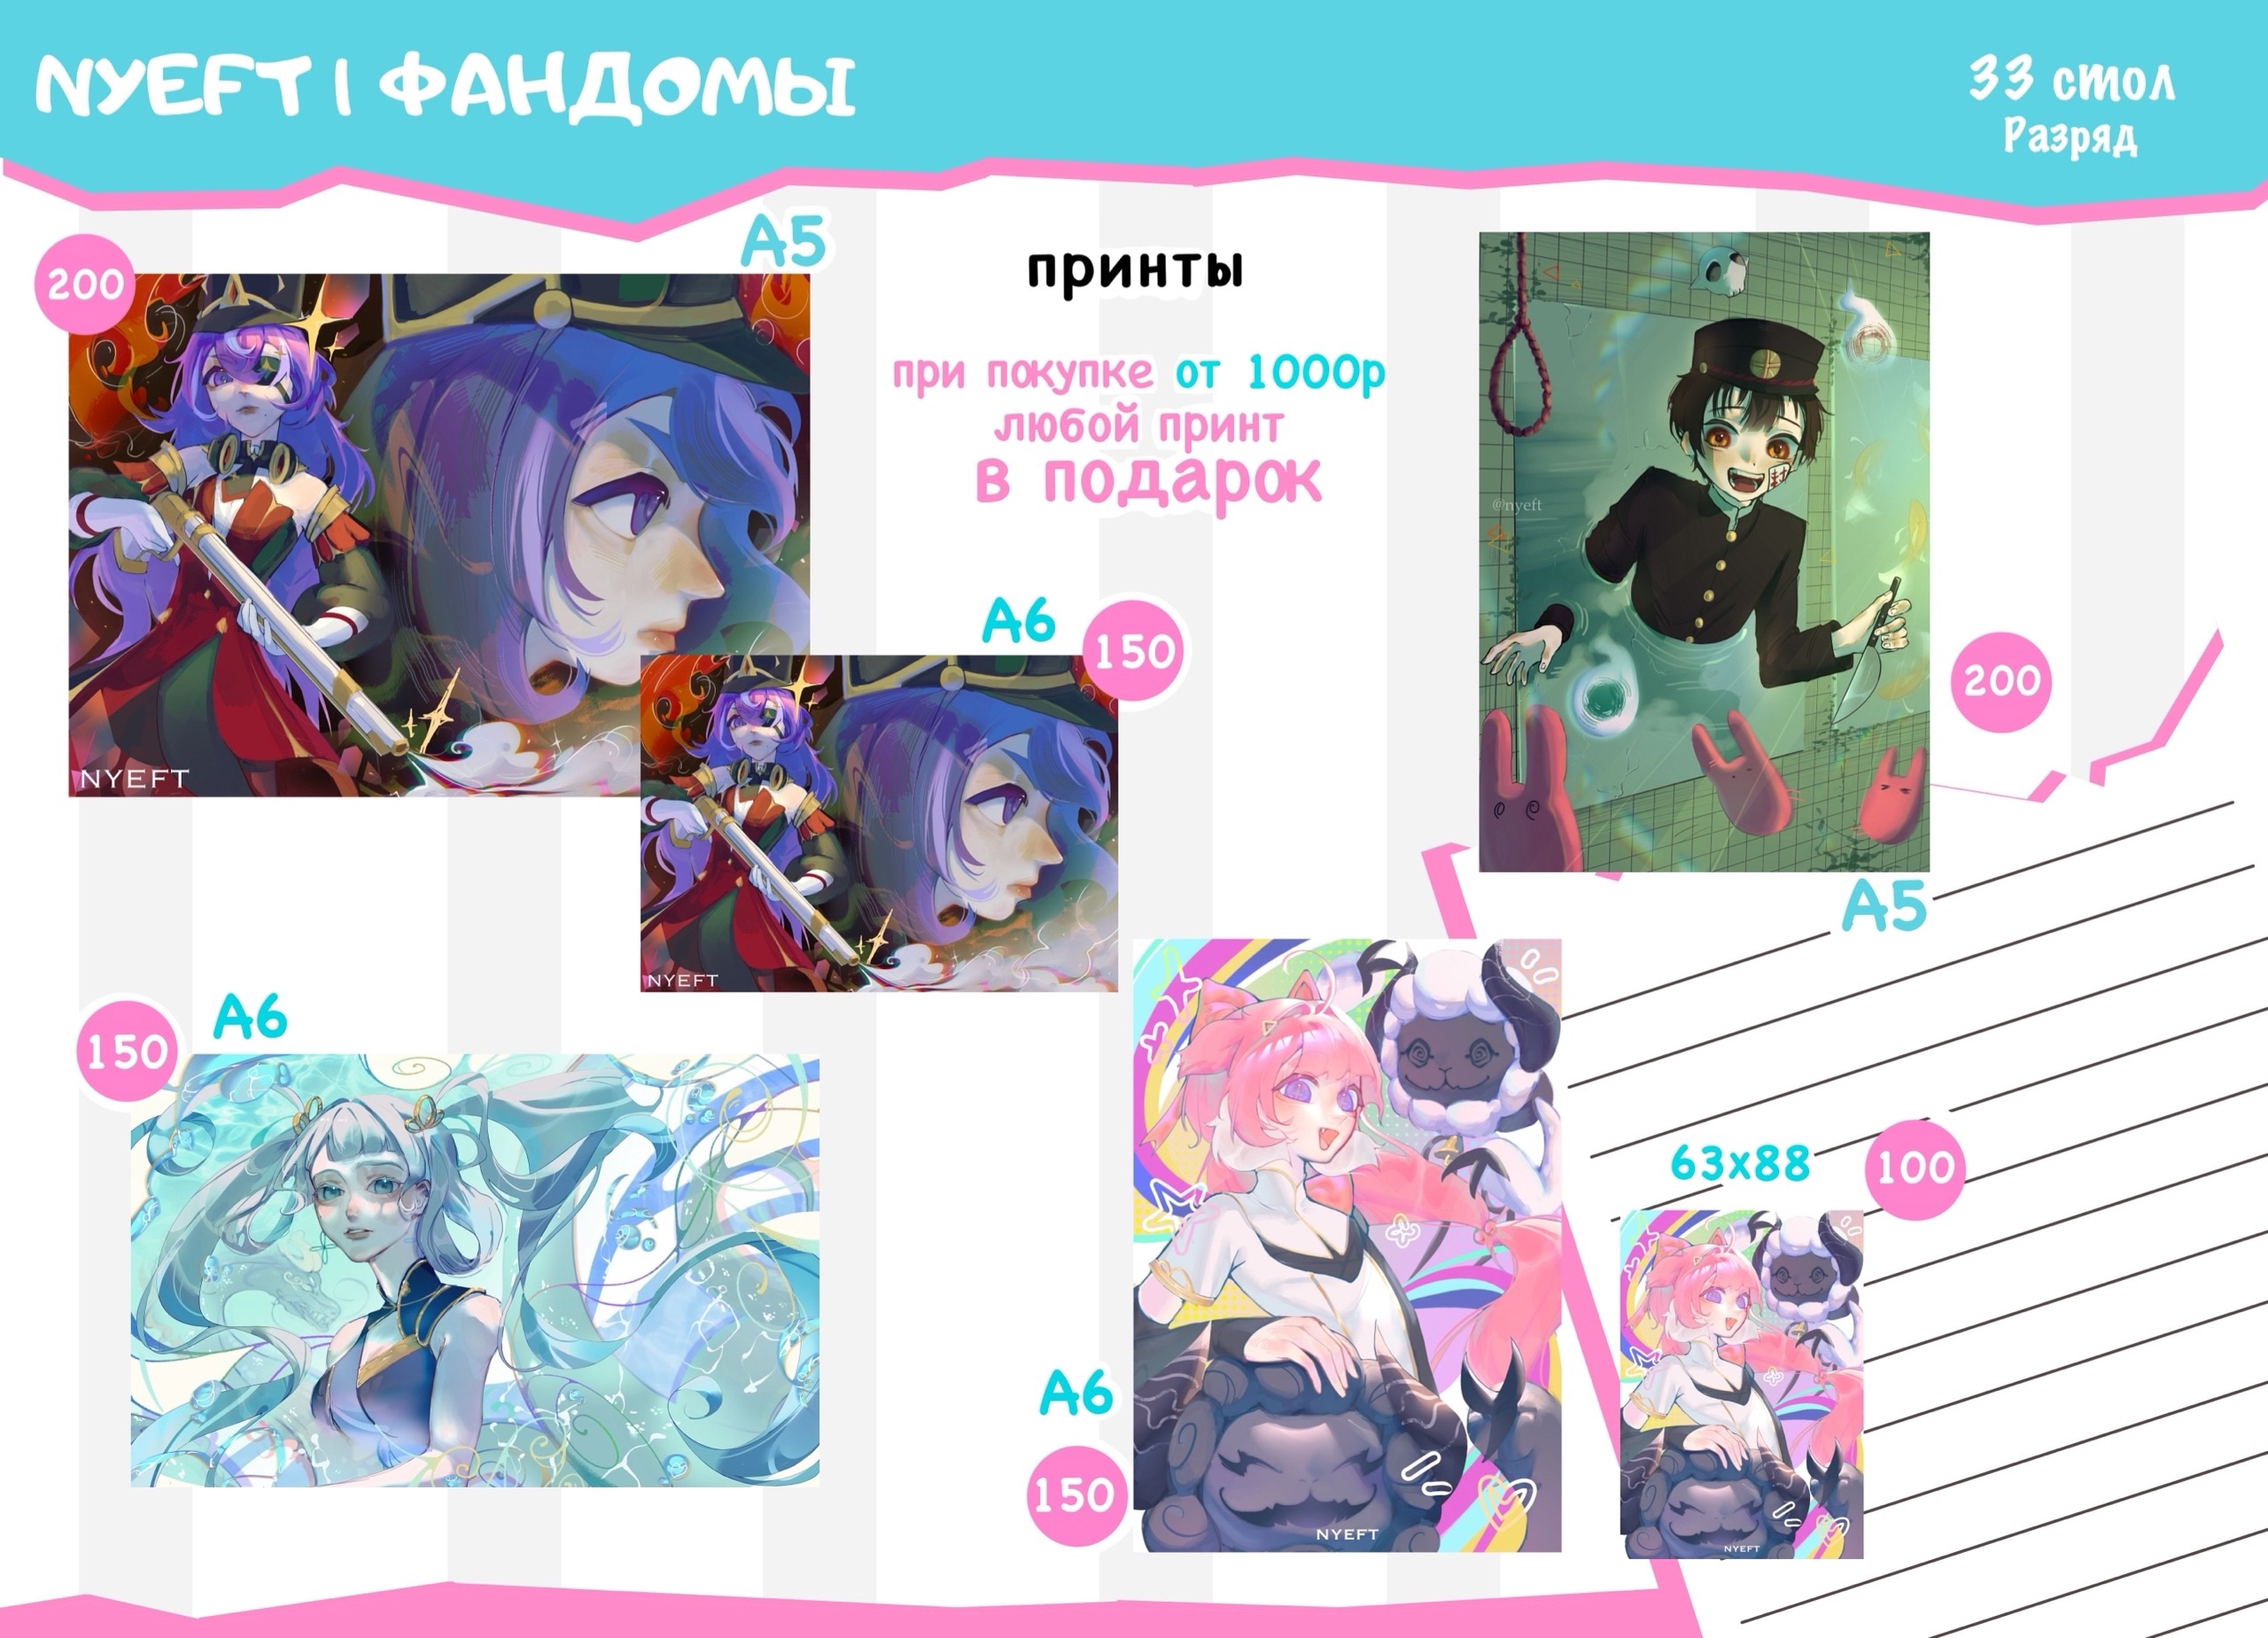 NYEFT | ФАНДОМЫ
33 стол
Разряд
200
A5
принты
при покупке от 1000р
любой принт
в подарок
@nyeft
NYEFT
A6
150
NYEFT
200
A5
150
A6
A6
150
NYEFT
63x88
100
NYEFT